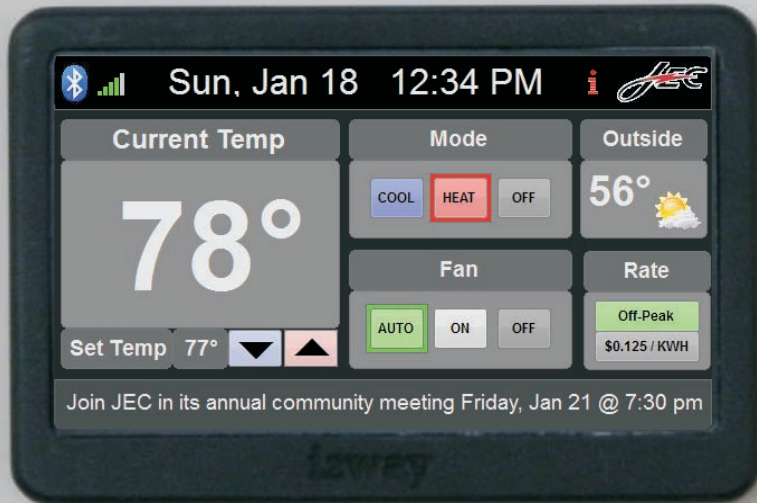 Sun, Jan 18 12:34 PM i JEC
Current Temp
78°
Set Temp 77°
Mode
COOL HEAT OFF
Fan
AUTO ON OFF
Outside
56°
Rate
Off-Peak
$0.125 / KWH
Join JEC in its annual community meeting Friday, Jan 21 @ 7:30 pm
izway